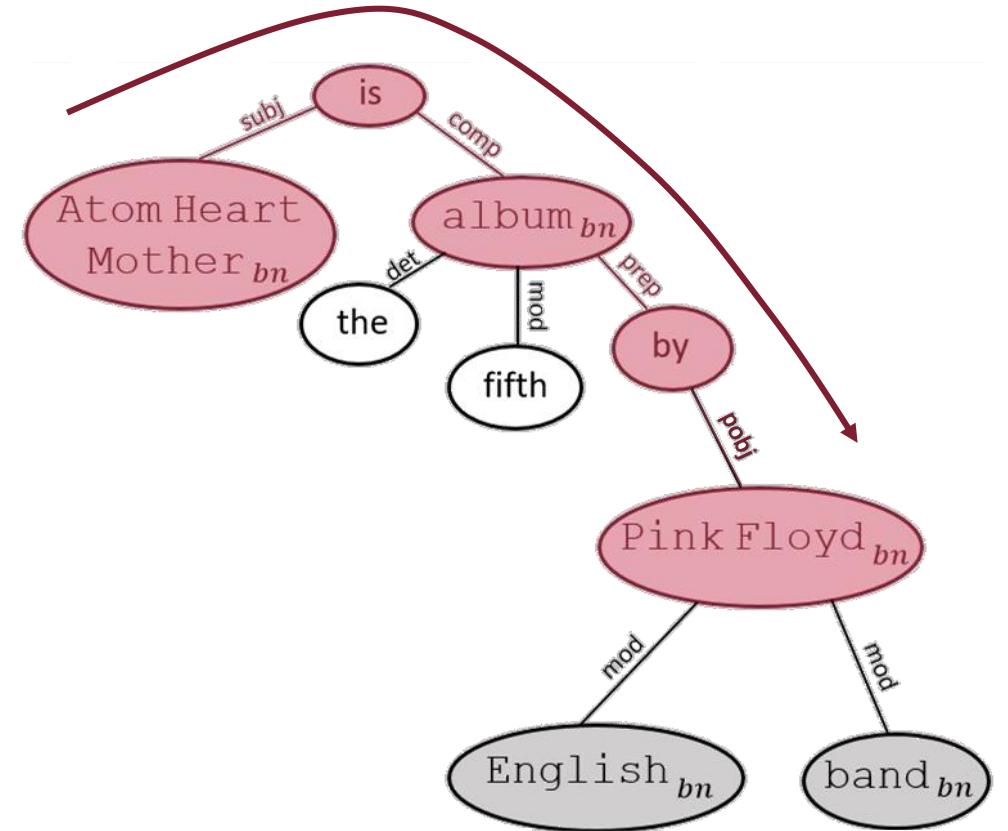 is
subj
comp
Atom Heart
Mother bn
album bn
det
mod
prep
the
fifth
by
pobj
Pink Floyd bn
mod
mod
English bn
band bn